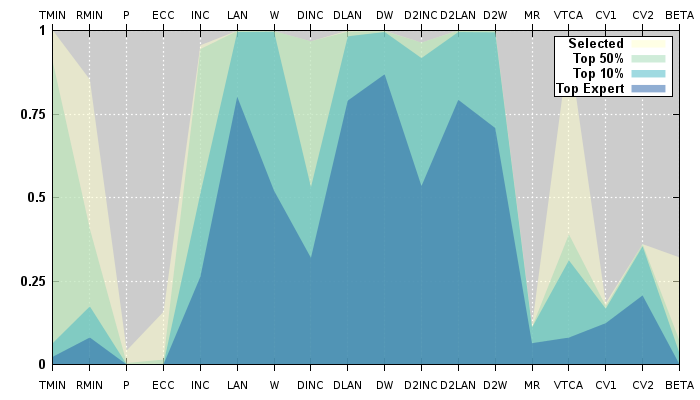 TMIN RMIN P ECC INC LAN W DINC DLAN DW D2INC D2LAN D2W MR VTCA CV1 CV2 BETA
1
Selected
Top 50%
Top 10%
Top Expert
0.75
0.5
0.25
0
TMIN RMIN P ECC INC LAN W DINC DLAN DW D2INC D2LAN D2W MR VTCA CV1 CV2 BETA